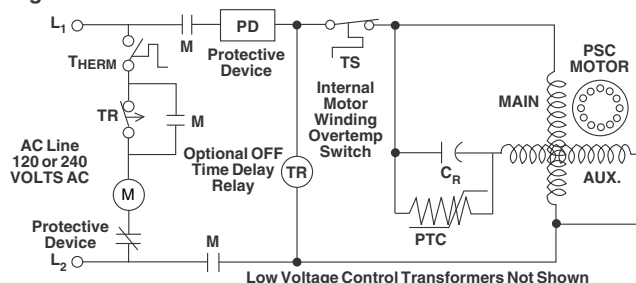 L1
M
PD
Protective
Device
TS
Internal
Motor
Winding
Overtemp
Switch
THERM
TR
M
AC Line
120 or 240
VOLTS AC
M
Protective
Device
L2
M
Optional OFF
Time Delay
Relay
TR
MAIN
PSC
MOTOR
CR
AUX.
PTC
Low Voltage Control Transformers Not Shown